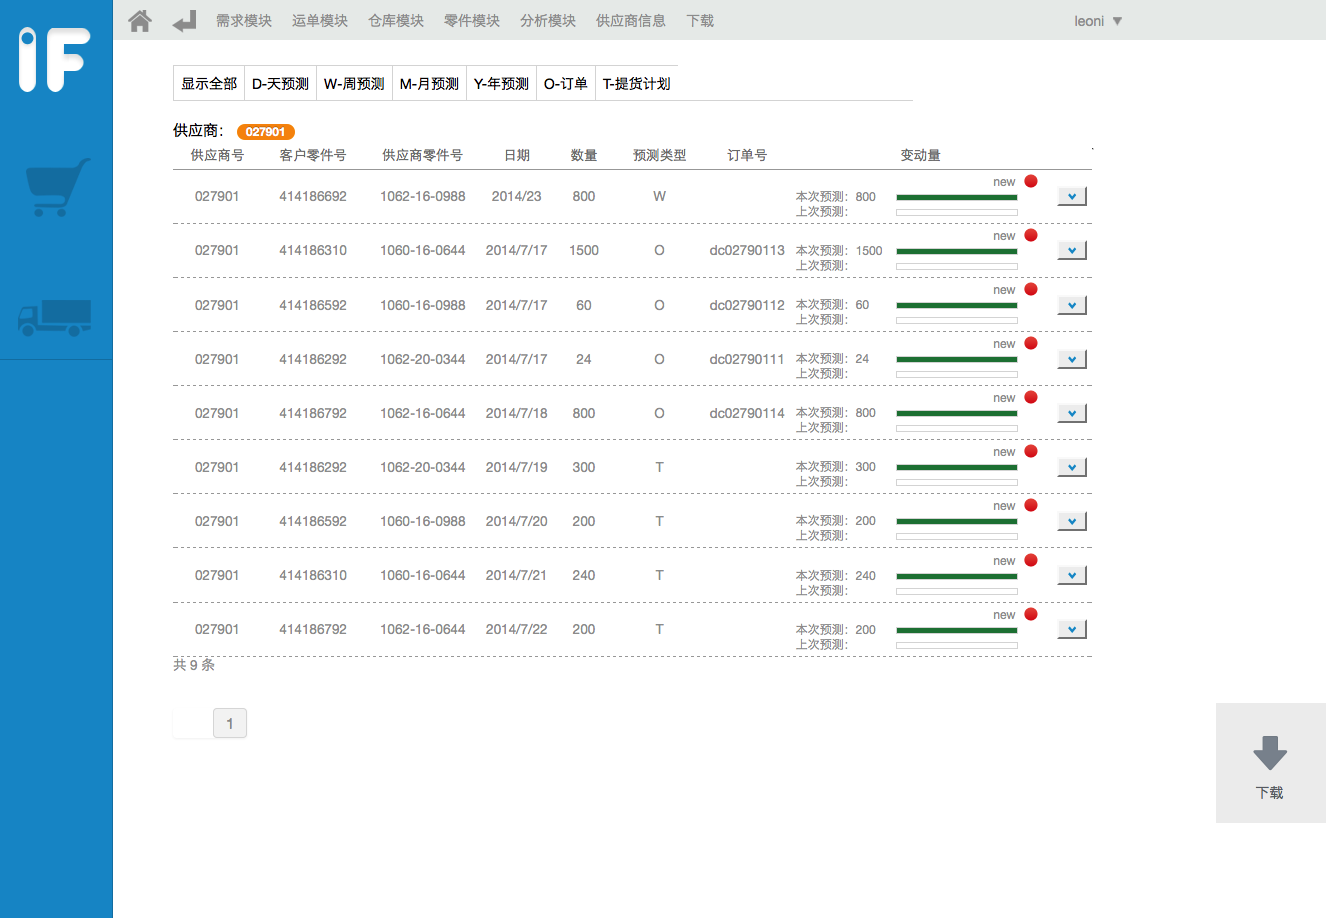 iF
需求模块 运单模块 仓库模块 零件模块 分析模块 供应商信息 下载 leoni ▼
显示全部 D-天预测 W-周预测 M-月预测 Y-年预测 O-订单 T-提货计划
供应商： 027901
供应商号 客户零件号 供应商零件号 日期 数量 预测类型 订单号 变动量
new
027901 414186692 1062-16-0988 2014/23 800 W 本次预测：800
上次预测：
new
027901 414186310 1060-16-0644 2014/7/17 1500 O dc02790113 本次预测：1500
上次预测：
new
027901 414186592 1060-16-0988 2014/7/17 60 O dc02790112 本次预测：60
上次预测：
new
027901 414186292 1062-20-0344 2014/7/17 24 O dc02790111 本次预测：24
上次预测：
new
027901 414186792 1062-16-0644 2014/7/18 800 O dc02790114 本次预测：800
上次预测：
new
027901 414186292 1062-20-0344 2014/7/19 300 T 本次预测：300
上次预测：
new
027901 414186592 1060-16-0988 2014/7/20 200 T 本次预测：200
上次预测：
new
027901 414186310 1060-16-0644 2014/7/21 240 T 本次预测：240
上次预测：
new
027901 414186792 1062-16-0644 2014/7/22 200 T 本次预测：200
上次预测：
共 9 条
1
下载